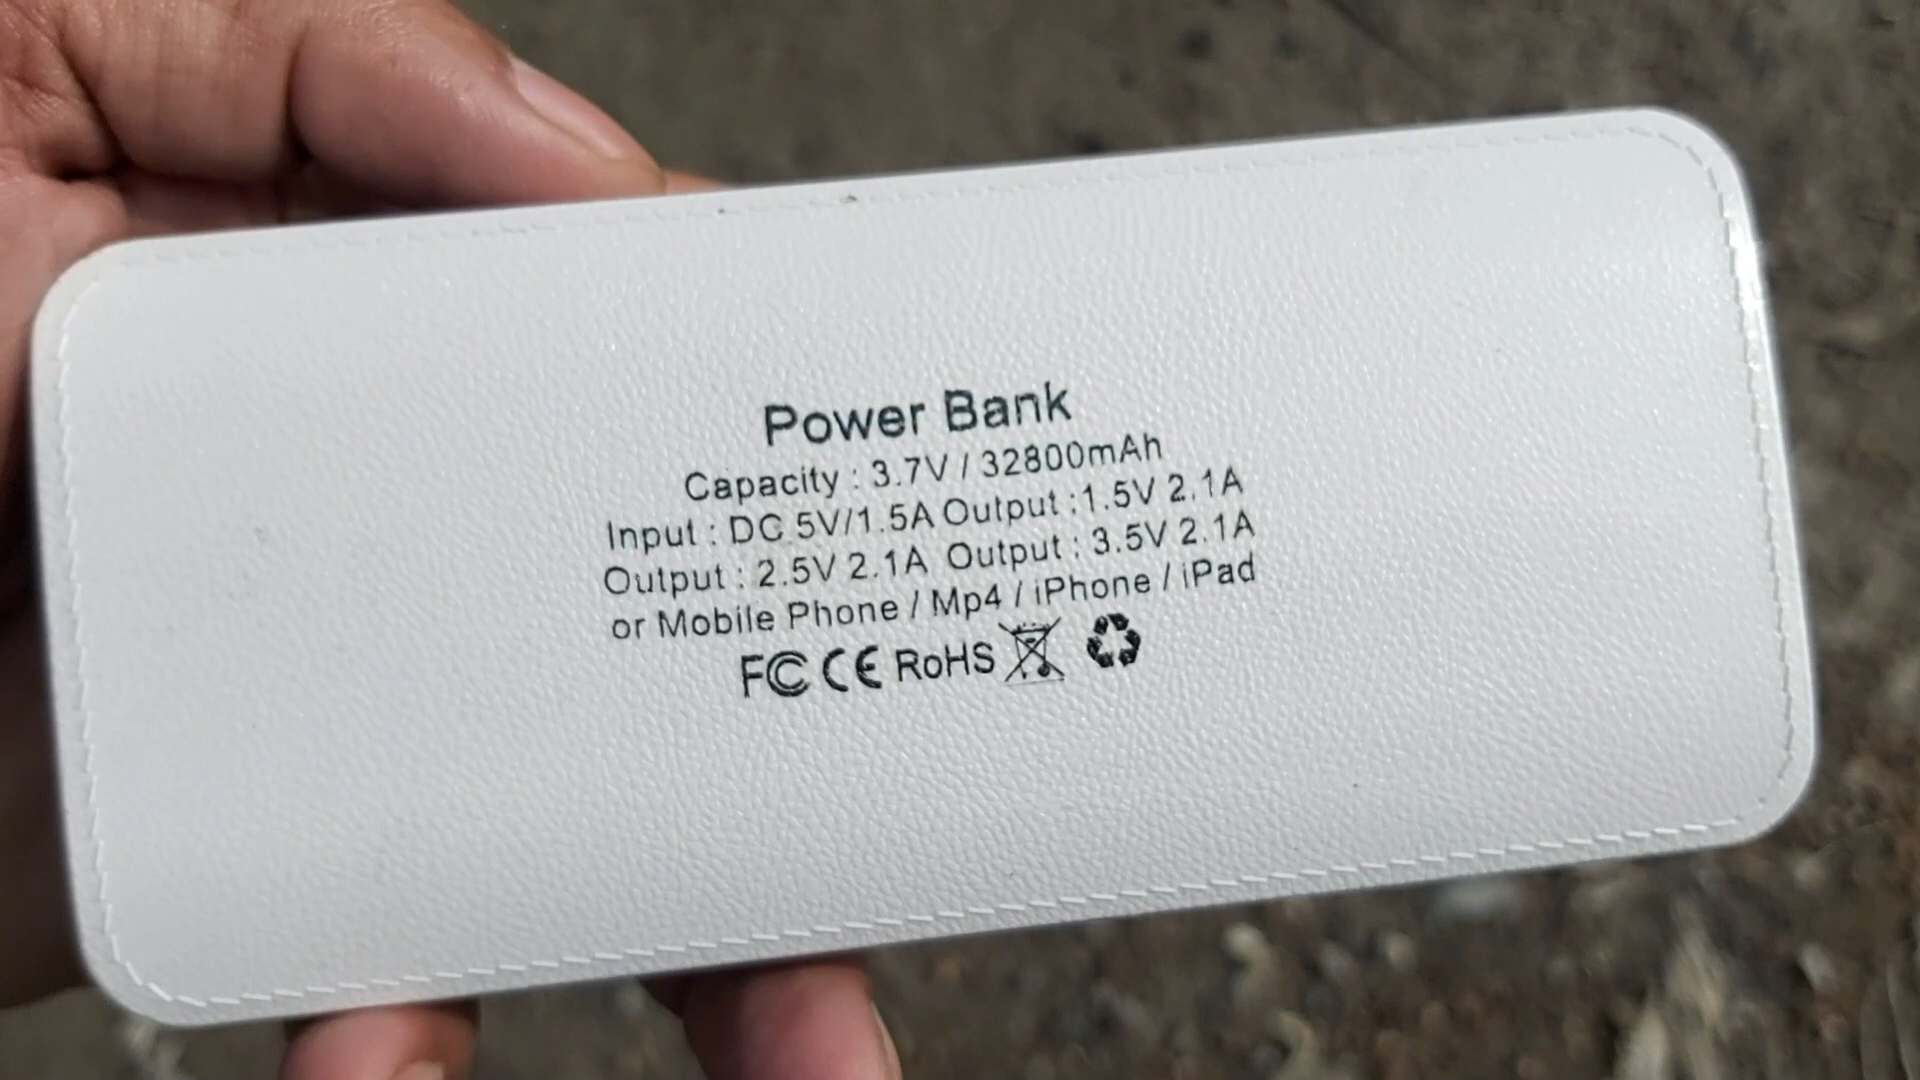 Power Bank
Capacity : 3.7V / 32800mAh
Input : DC 5V/1.5A Output :1.5V 2.1A
Output : 2.5V 2.1A Output : 3.5V 2.1A
or Mobile Phone / Mp4 / iPhone / iPad
FC CE RoHS